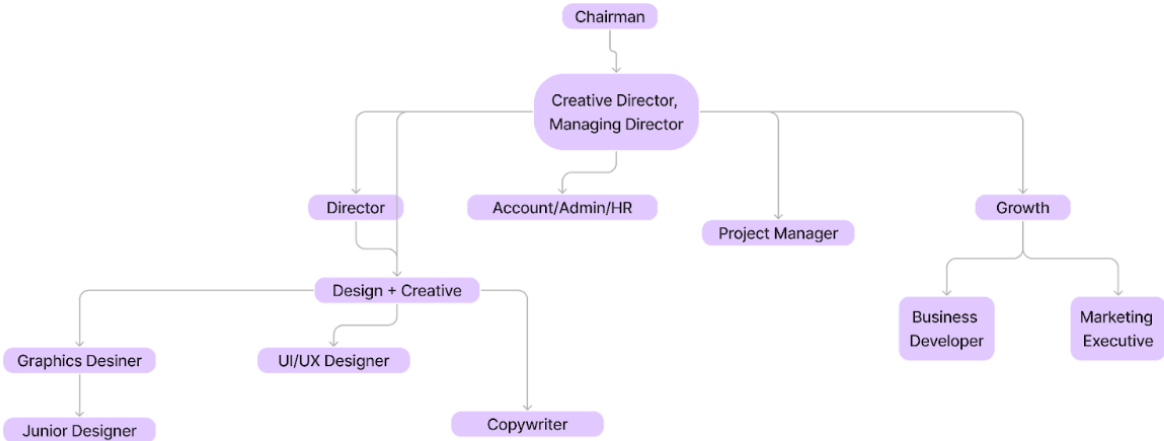 Chairman
Creative Director,
Managing Director
Director
Account/Admin/HR
Growth
Project Manager
Design + Creative
Business
Developer
Marketing
Executive
Graphics Desiner
UI/UX Designer
Copywriter
Junior Designer